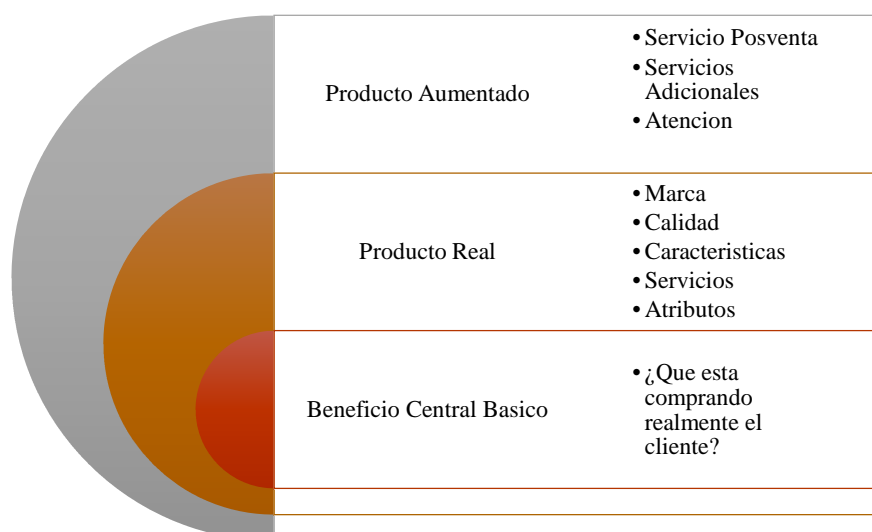 Producto Aumentado
• Servicio Posventa
• Servicios
Adicionales
• Atencion
Producto Real
• Marca
• Calidad
• Caracteristicas
• Servicios
• Atributos
Beneficio Central Basico
• ¿Que esta
comprando
realmente el
cliente?